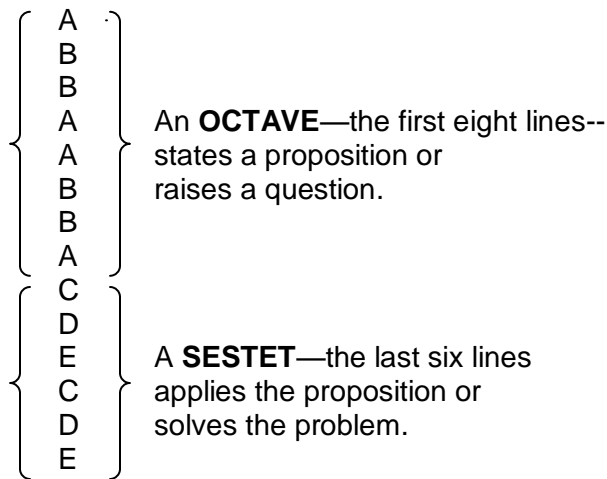 A
B
B
A
A
B
B
A
An OCTAVE—the first eight lines--
states a proposition or
raises a question.
C
D
E
C
D
E
A SESTET—the last six lines
applies the proposition or
solves the problem.